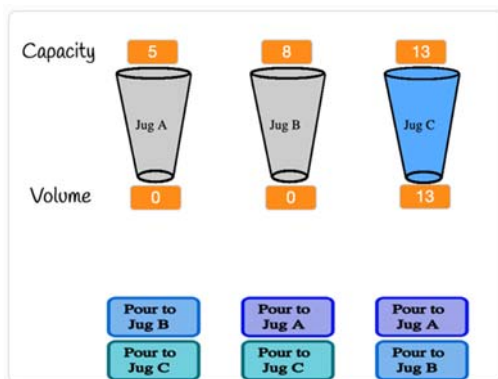 Capacity 5 8 13
Jug A Jug B Jug C
Volume 0 0 13
Pour to Pour to Pour to
Jug B Jug A Jug A
Pour to Pour to Pour to
Jug C Jug C Jug B